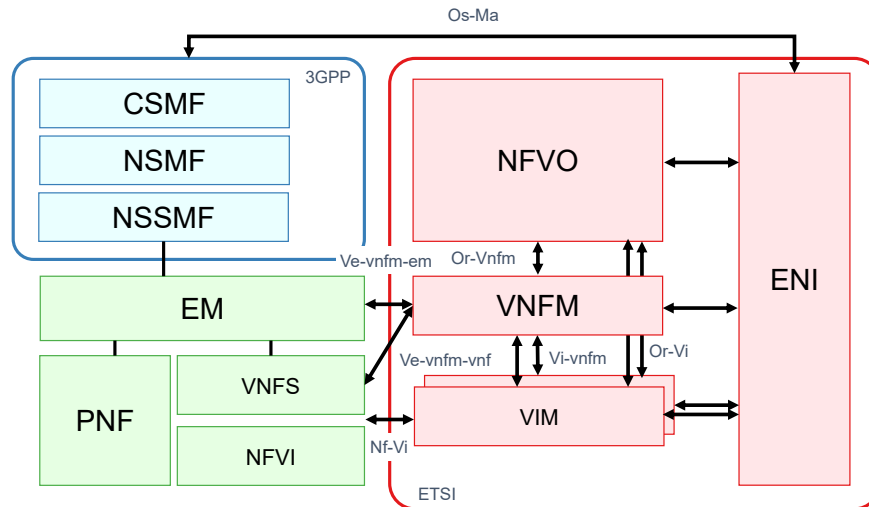 Os-Ma
3GPP
CSMF
NSMF
NSSMF
NFVO
ENI
Ve-vnfm-em
Or-Vnfm
EM
VNFM
Ve-vnfm-vnf
Vi-vnfm
Or-Vi
PNF
VNFS
VIM
NFVI
Nf-Vi
ETSI